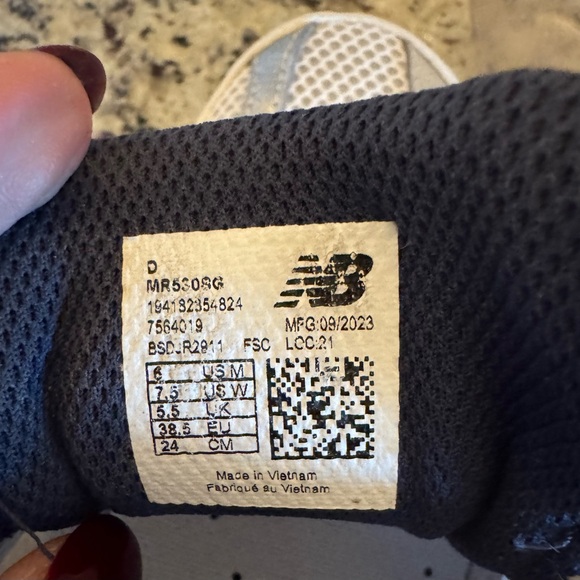 D
MR530SG
194182354824
7564019
BSDJR2911 FSC
NB
MFG:09/2023
LOC:21
6 US M
7.5 US W
5.5 UK
38.5 EU
24 CM
Made in Vietnam
Fabriqué au Vietnam